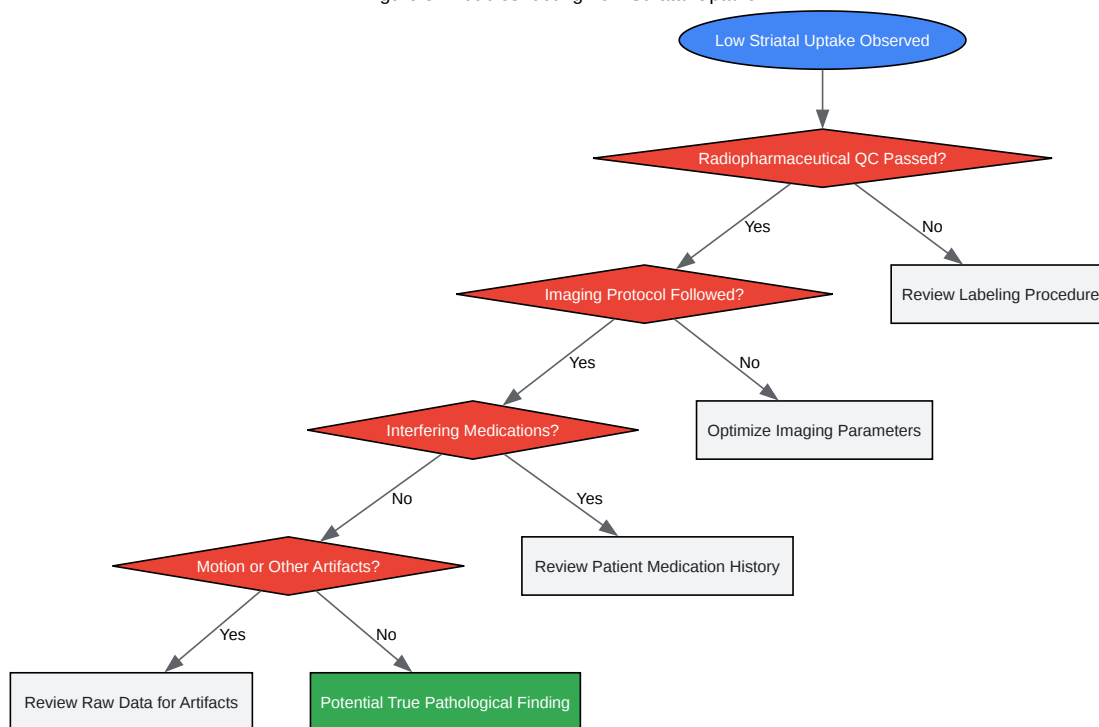 Low Striatal Uptake Observed
Radiopharmaceutical QC Passed?
Yes
No
Imaging Protocol Followed?
Review Labeling Procedure
Yes
No
Interfering Medications?
Optimize Imaging Parameters
No
Yes
Motion or Other Artifacts?
Review Patient Medication History
Yes
No
Review Raw Data for Artifacts
Potential True Pathological Finding